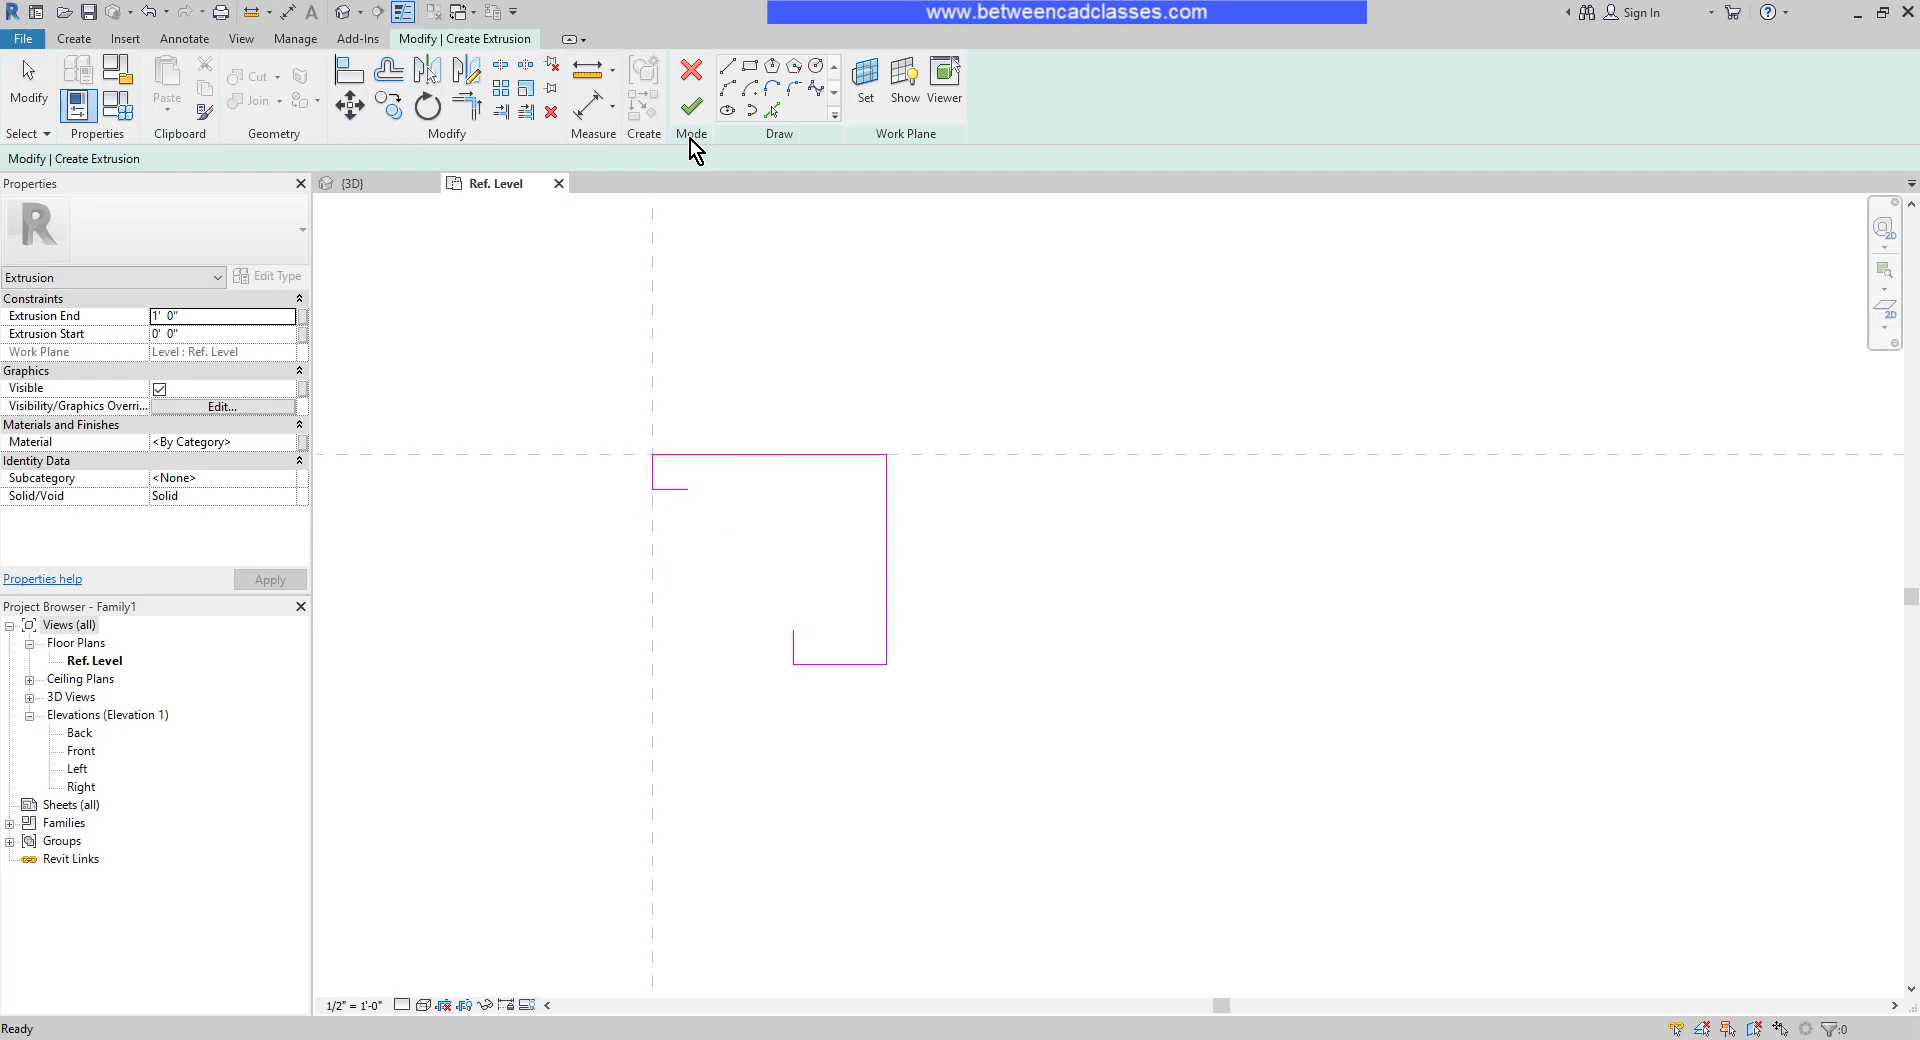 www.betweencadclasses.com
Sign In
File
Create
Insert
Annotate
View
Manage
Add-Ins
Modify | Create Extrusion
Modify
Paste
Cut
Join
Set
Show
Viewer
Select
Properties
Clipboard
Geometry
Modify
Measure
Create
Mode
Draw
Work Plane
Modify | Create Extrusion
Properties
{3D}
Ref. Level
R
2D
2D
Extrusion
Edit Type
Constraints
Extrusion End 1' 0"
Extrusion Start 0' 0"
Work Plane Level : Ref. Level
Graphics
Visible
Visibility/Graphics Overri... Edit...
Materials and Finishes
Material <By Category>
Identity Data
Subcategory <None>
Solid/Void Solid
Properties help
Apply
Project Browser - Family1
Views (all)
Floor Plans
Ref. Level
Ceiling Plans
3D Views
Elevations (Elevation 1)
Back
Front
Left
Right
Sheets (all)
Families
Groups
Revit Links
1/2" = 1'-0"
Ready
:0